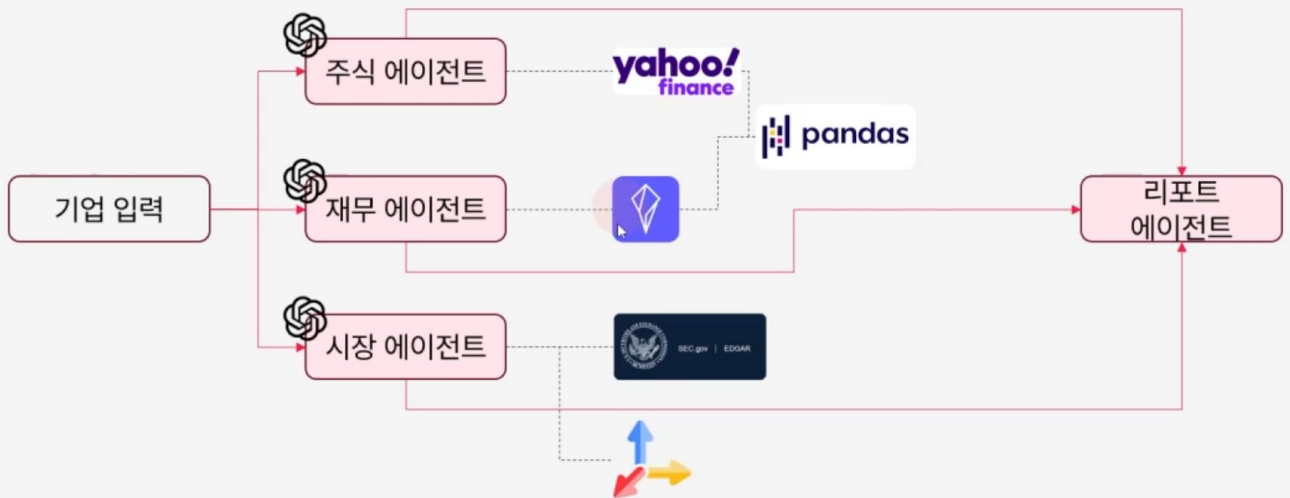 주식 에이전트
yahoo!
finance
pandas
기업 입력
재무 에이전트
리포트
에이전트
시장 에이전트
SEC.gov | EDGAR